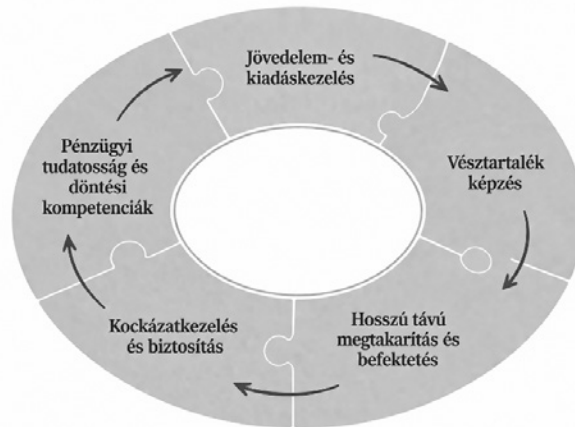 Jövedelem- és
kiadáskezelés
Vésztartalék
képzés
Hosszú távú
megtakarítás és
befektetés
Kockázatkezelés
és biztosítás
Pénzügyi
tudatosság és
döntési
kompetenciák